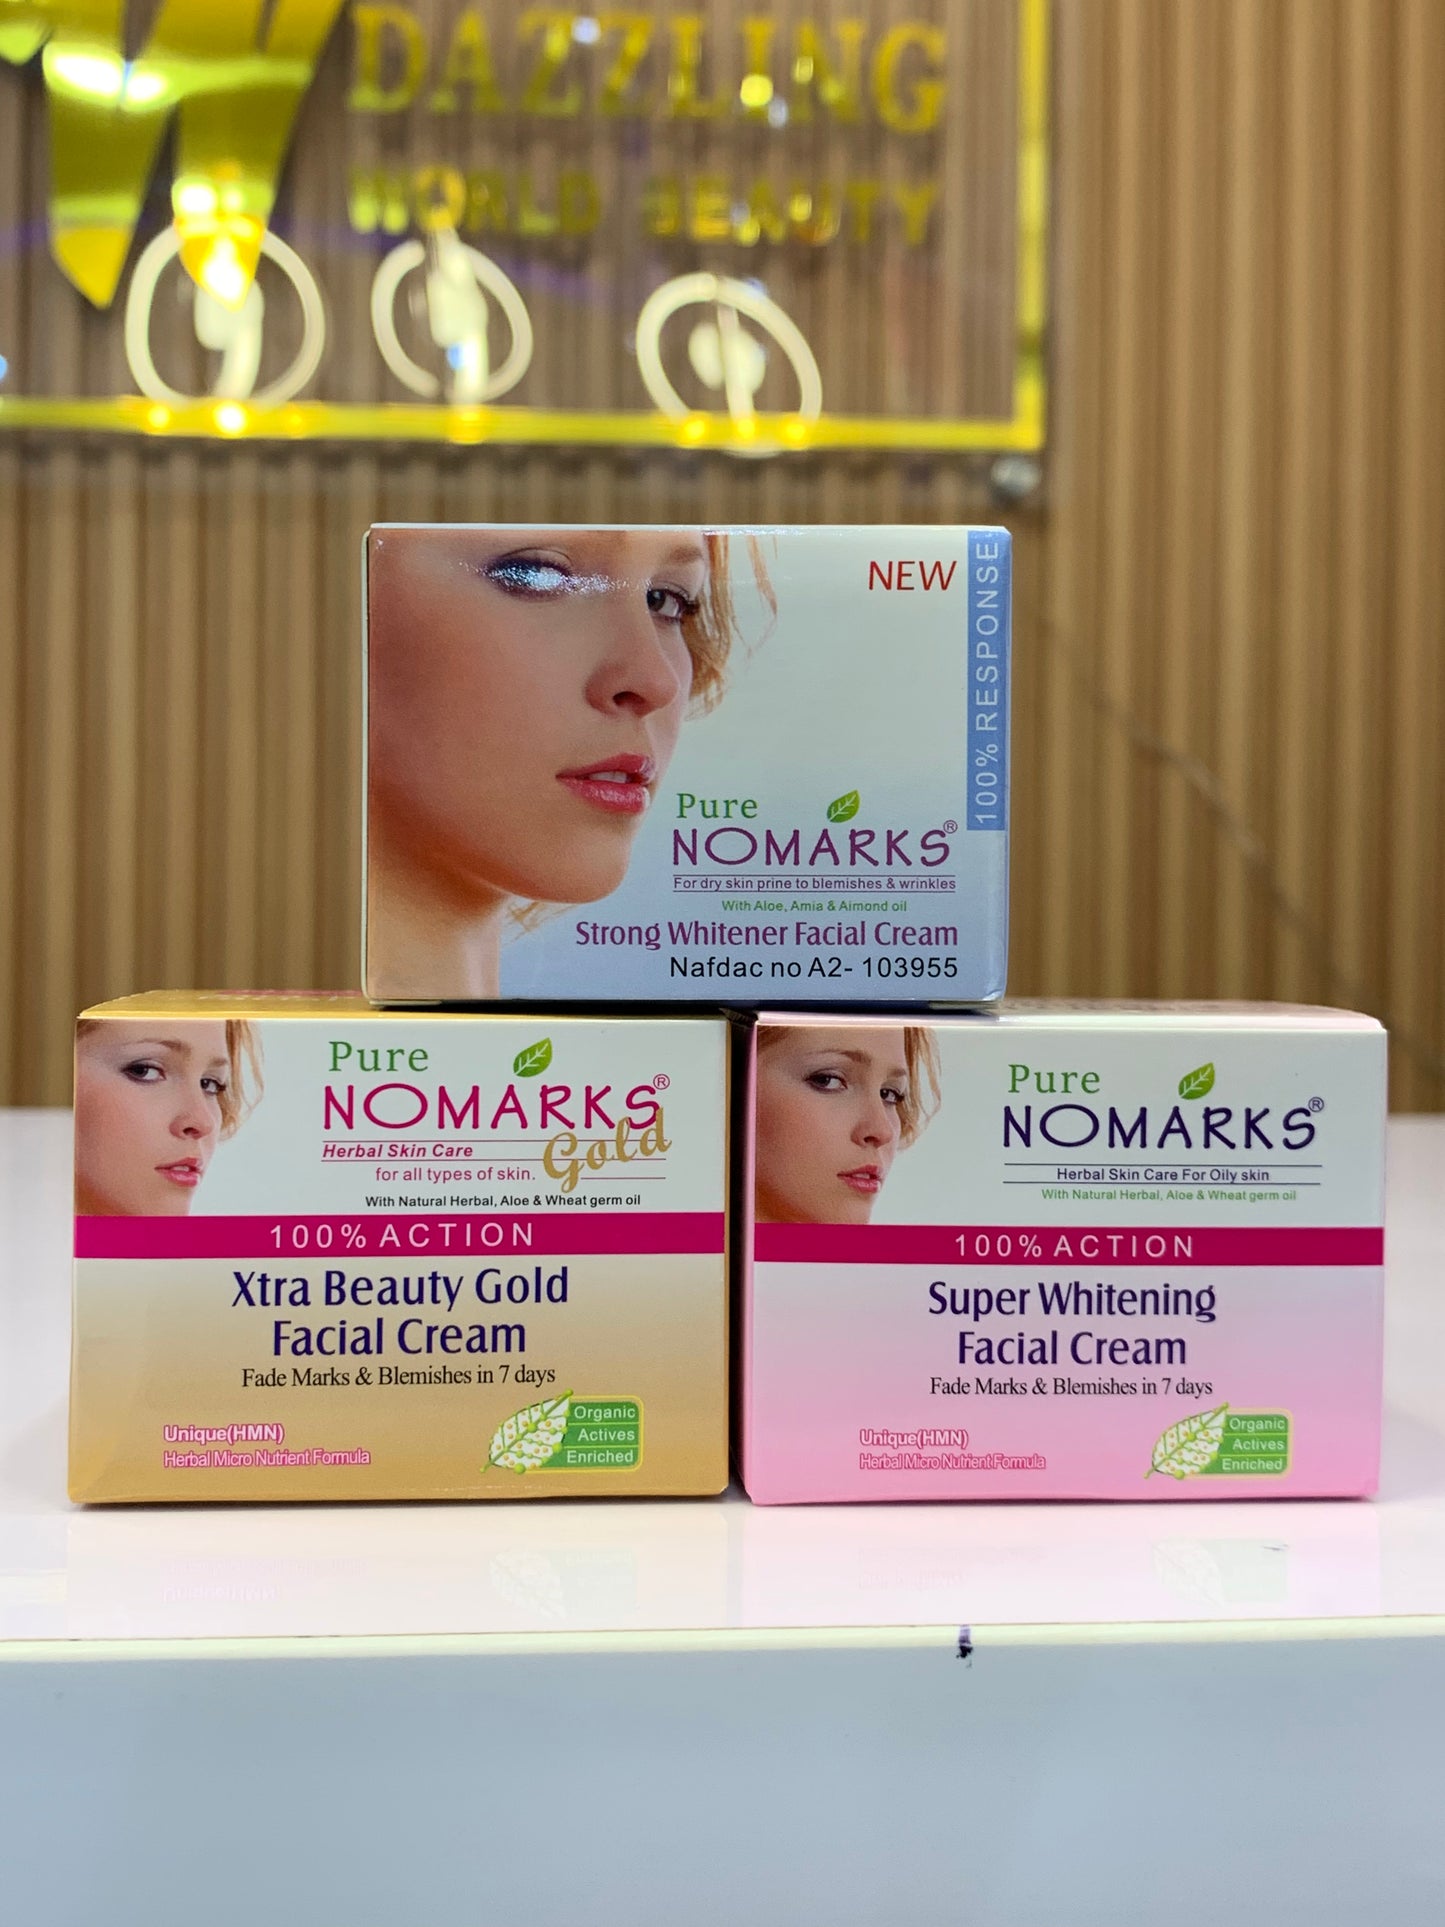 DAZZLING
WORLD BEAUTY
NEW
100% RESPONSE
Pure
NOMARKS®
For dry skin prine to blemishes & wrinkles
With Aloe, Amia & Aimond oil
Strong Whitener Facial Cream
Nafdac no A2- 103955
Pure
NOMARKS®
Gold
Herbal Skin Care
for all types of skin.
With Natural Herbal, Aloe & Wheat germ oil
100% ACTION
Xtra Beauty Gold
Facial Cream
Fade Marks & Blemishes in 7 days
Unique(HMN)
Herbal Micro Nutrient Formula
Organic
Actives
Enriched
Pure
NOMARKS®
Herbal Skin Care For Oily skin
With Natural Herbal, Aloe & Wheat germ oil
100% ACTION
Super Whitening
Facial Cream
Fade Marks & Blemishes in 7 days
Unique(HMN)
Herbal Micro Nutrient Formula
Organic
Actives
Enriched